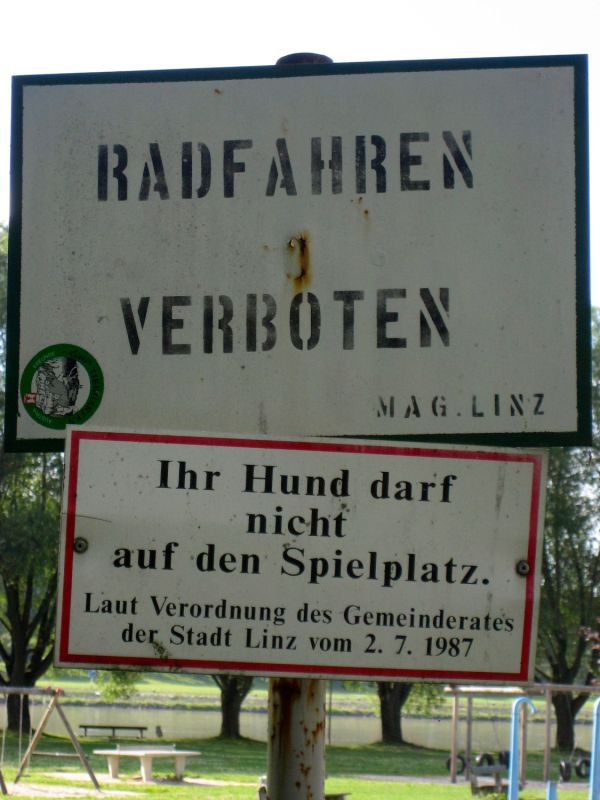 RADFAHREN
VERBOTEN
MAG. LINZ
Ihr Hund darf
nicht
auf den Spielplatz.
Laut Verordnung des Gemeinderates
der Stadt Linz vom 2. 7. 1987